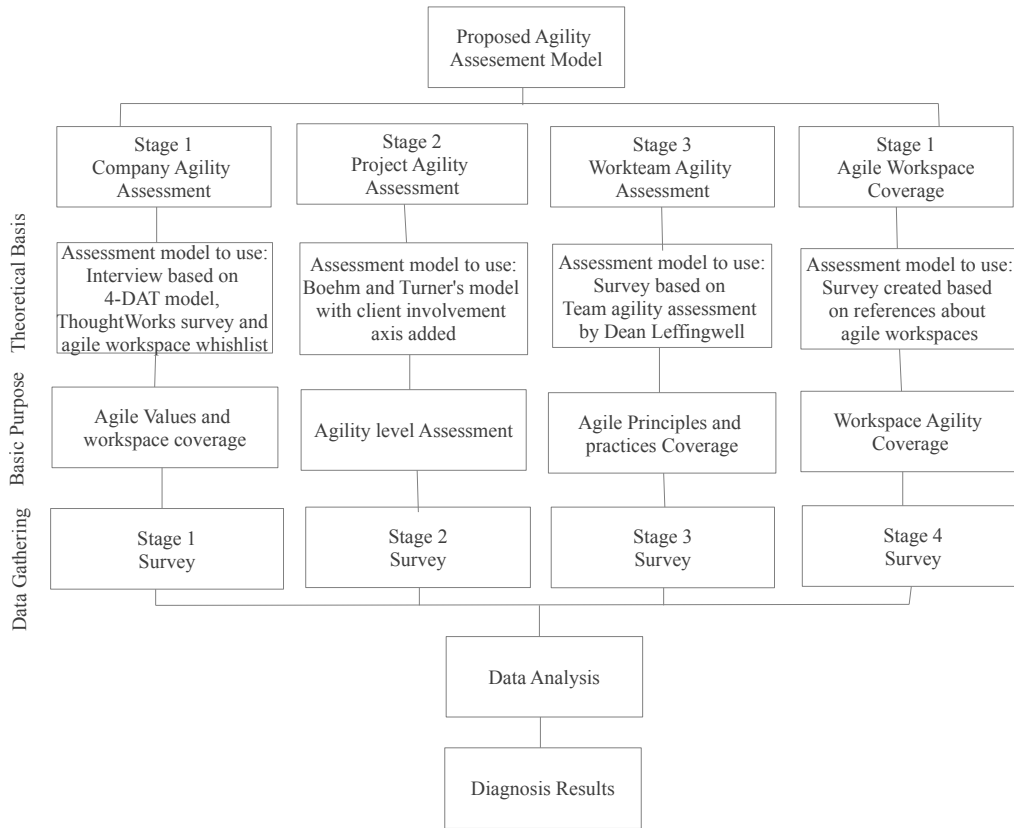 Proposed Agility
Assesement Model
Stage 1
Company Agility
Assessment
Stage 2
Project Agility
Assessment
Stage 3
Workteam Agility
Assessment
Stage 1
Agile Workspace
Coverage
Theoretical Basis
Assessment model to use:
Interview based on
4-DAT model,
ThoughtWorks survey and
agile workspace whishlist
Assessment model to use:
Boehm and Turner's model
with client involvement
axis added
Assessment model to use:
Survey based on
Team agility assessment
by Dean Leffingwell
Assessment model to use:
Survey created based
on references about
agile workspaces
Basic Purpose
Agile Values and
workspace coverage
Agility level Assessment
Agile Principles and
practices Coverage
Workspace Agility
Coverage
Data Gathering
Stage 1
Survey
Stage 2
Survey
Stage 3
Survey
Stage 4
Survey
Data Analysis
Diagnosis Results